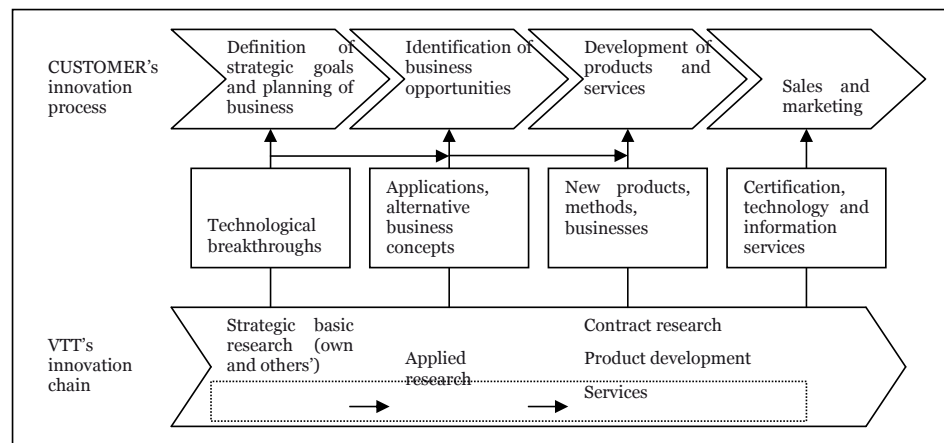 CUSTOMER's
innovation
process
Definition of
strategic goals
and planning of
business
Identification of
business
opportunities
Development of
products and
services
Sales and
marketing
Technological
breakthroughs
Applications,
alternative
business
concepts
New products,
methods,
businesses
Certification,
technology and
information
services
VTT's
innovation
chain
Strategic basic
research (own
and others')
Applied
research
Contract research
Product development
Services